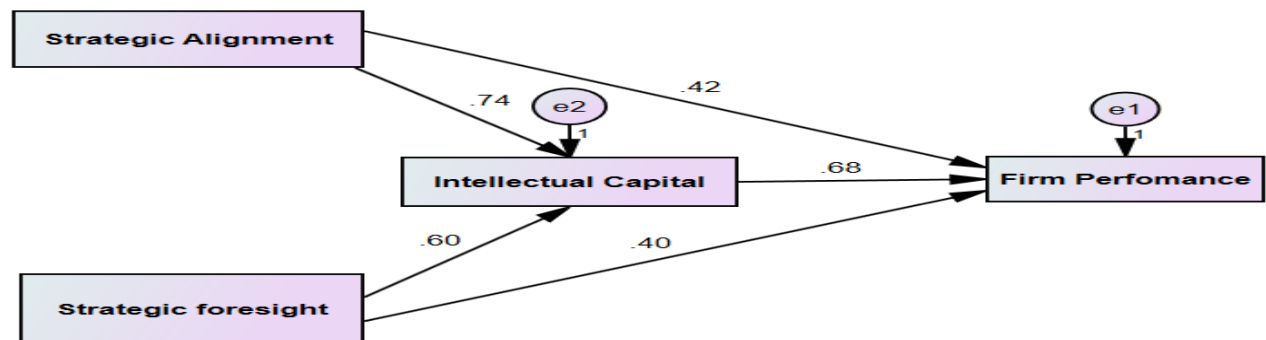 Strategic Alignment
.42
.74
e2
e1
1
1
Intellectual Capital
.68
Firm Perfomance
.60
.40
Strategic foresight